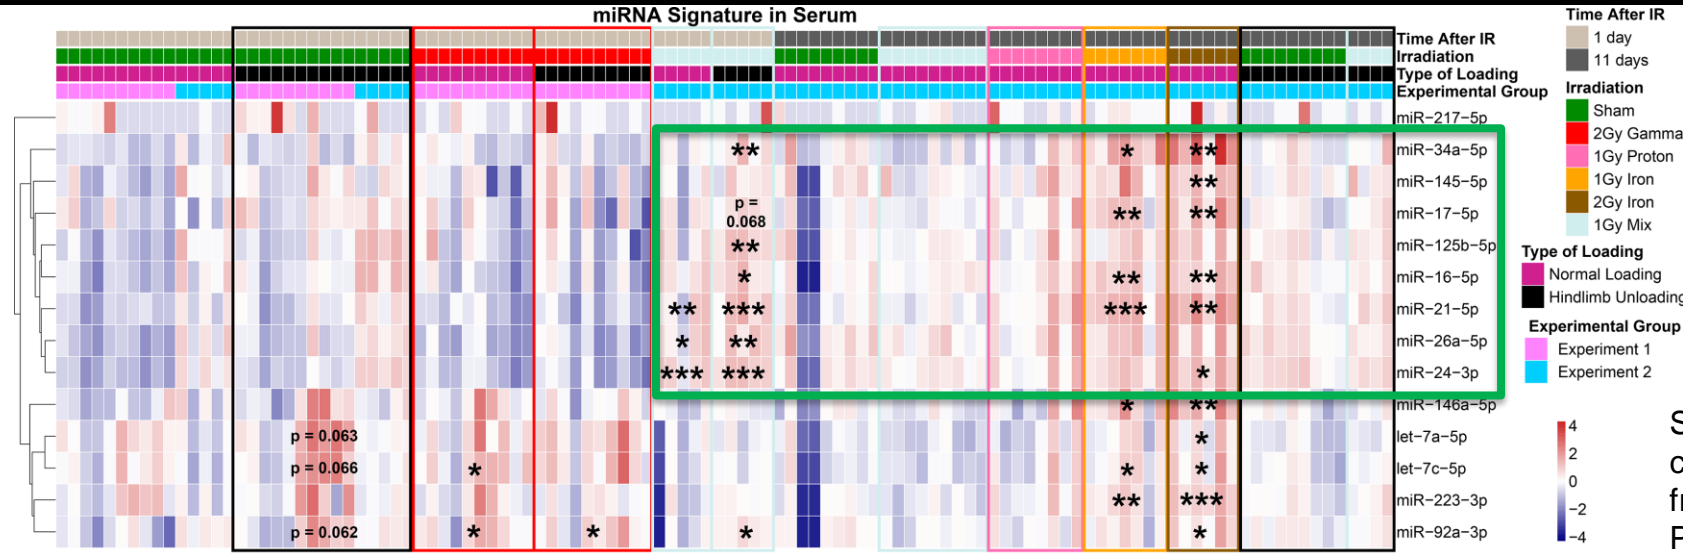 miRNA Signature in Serum
Time After IR
Irradiation
Type of Loading
Experimental Group
miR−217−5p
** * ** miR−34a−5p
** miR−145−5p
p =
0.068 ** ** miR−17−5p
** miR−125b−5p
* ** ** miR−16−5p
** *** *** ** miR−21−5p
* ** miR−26a−5p
*** *** * miR−24−3p
* ** miR−146a−5p
p = 0.063 * let−7a−5p
p = 0.066 * * * let−7c−5p
** *** miR−223−3p
p = 0.062 * * * * miR−92a−3p
Time After IR
1 day
11 days
Irradiation
Sham
2Gy Gamma
1Gy Proton
1Gy Iron
2Gy Iron
1Gy Mix
Type of Loading
Normal Loading
Hindlimb Unloading
Experimental Group
Experiment 1
Experiment 2
4
2
0
−2
−4